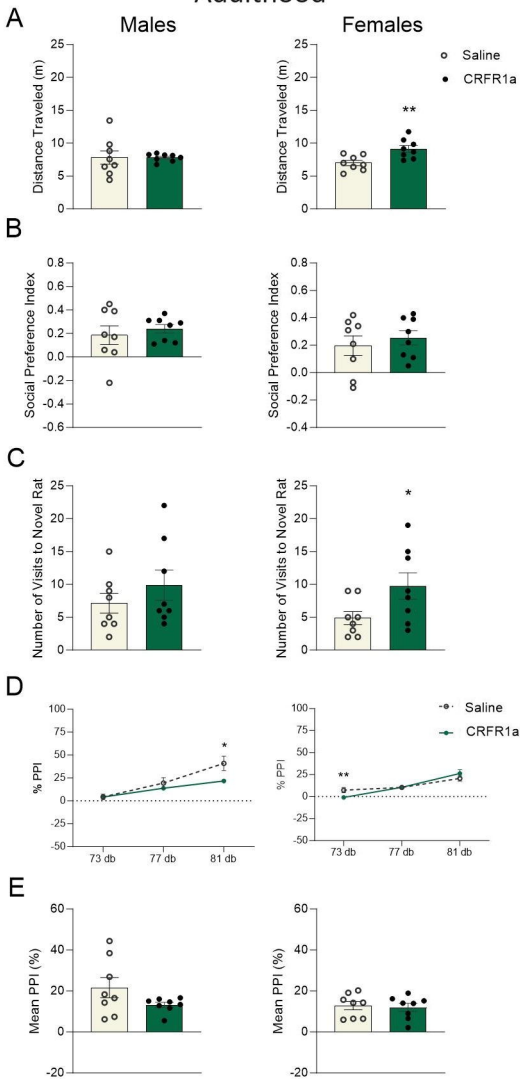 Adulthood
A
Males
Females
Distance Traveled (m)
25
20
15
10
5
0
Distance Traveled (m)
25
20
15
10
5
0
**
Saline
CRFR1a
B
Social Preference Index
0.8
0.6
0.4
0.2
0.0
-0.2
-0.4
-0.6
Social Preference Index
0.8
0.6
0.4
0.2
0.0
-0.2
-0.4
C
Number of Visits to Novel Rat
25
20
15
10
5
0
Number of Visits to Novel Rat
25
20
15
10
5
0
*
D
% PPI
100
75
50
25
0
-25
-50
*
73 db
77 db
81 db
% PPI
100
75
50
25
0
-25
-50
**
73 db
77 db
81 db
Saline
CRFR1a
E
Mean PPI (%)
60
40
20
0
-20
Mean PPI (%)
60
40
20
0
-20